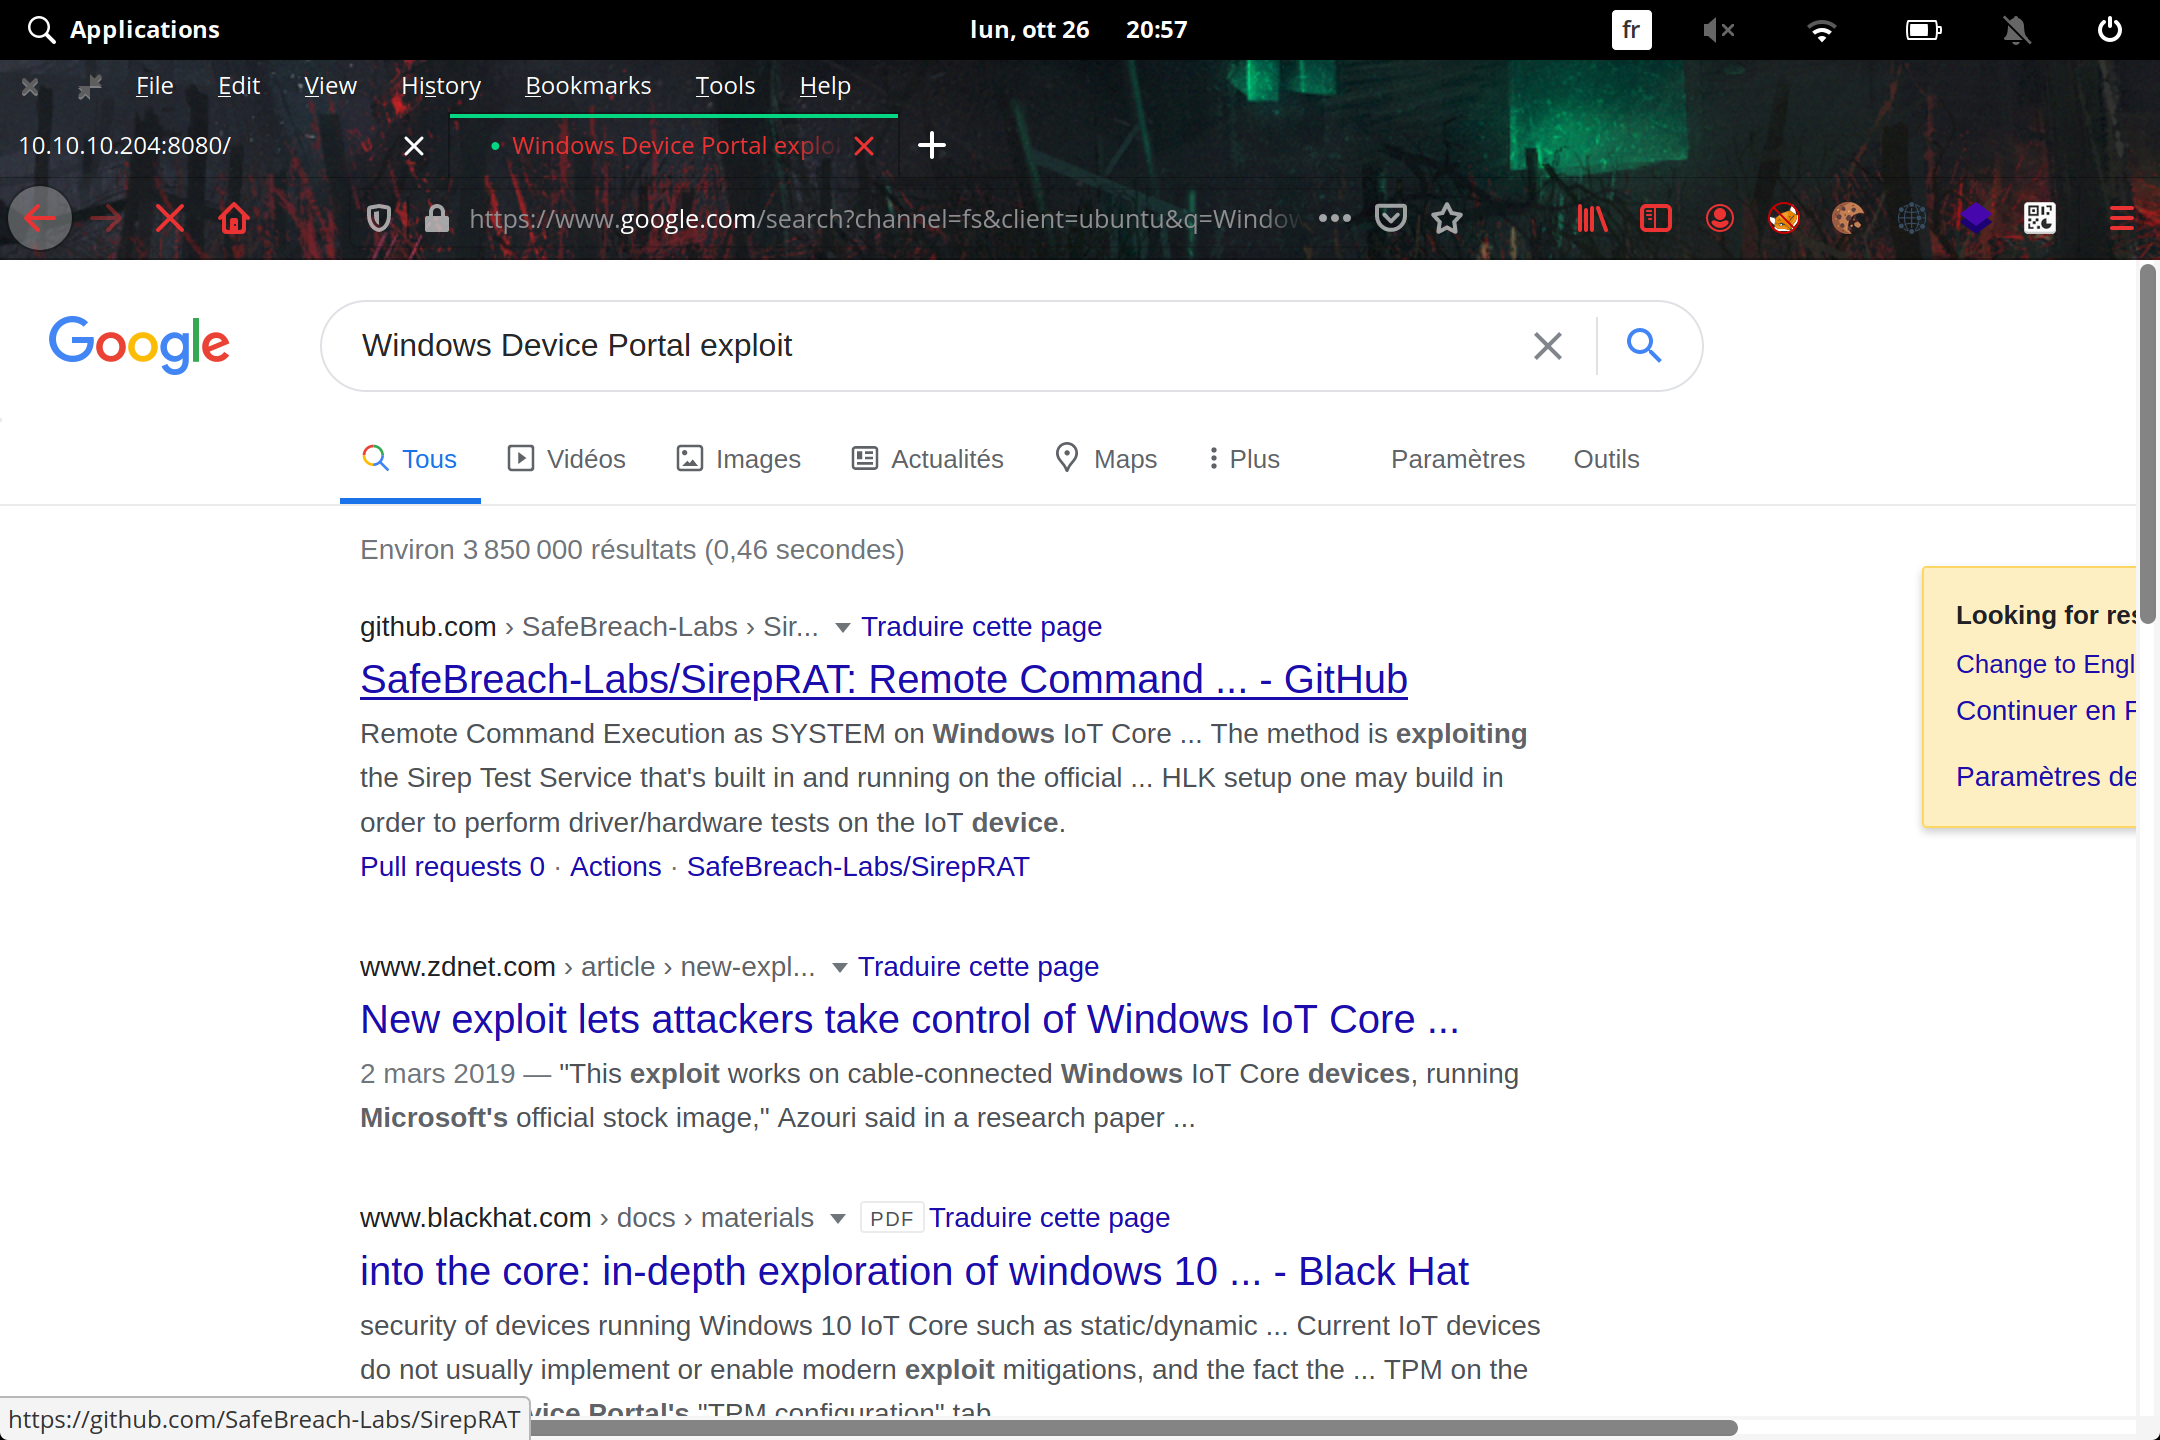 Applications
lun, ott 26 20:57
fr
File Edit View History Bookmarks Tools Help
10.10.10.204:8080/
Windows Device Portal explo
https://www.google.com/search?channel=fs&client=ubuntu&q=Window
Google
Windows Device Portal exploit
Tous Vidéos Images Actualités Maps Plus Paramètres Outils
Environ 3 850 000 résultats (0,46 secondes)
github.com › SafeBreach-Labs › Sir... Traduire cette page
SafeBreach-Labs/SirepRAT: Remote Command ... - GitHub
Remote Command Execution as SYSTEM on Windows IoT Core ... The method is exploiting
the Sirep Test Service that's built in and running on the official ... HLK setup one may build in
order to perform driver/hardware tests on the IoT device.
Pull requests 0 · Actions · SafeBreach-Labs/SirepRAT
www.zdnet.com › article › new-expl... Traduire cette page
New exploit lets attackers take control of Windows IoT Core ...
2 mars 2019 — "This exploit works on cable-connected Windows IoT Core devices, running
Microsoft's official stock image," Azouri said in a research paper ...
www.blackhat.com › docs › materials PDF Traduire cette page
into the core: in-depth exploration of windows 10 ... - Black Hat
security of devices running Windows 10 IoT Core such as static/dynamic ... Current IoT devices
do not usually implement or enable modern exploit mitigations, and the fact the ... TPM on the
vice Portal's "TPM configuration" tab
Looking for res
Change to Engl
Continuer en F
Paramètres de
https://github.com/SafeBreach-Labs/SirepRAT